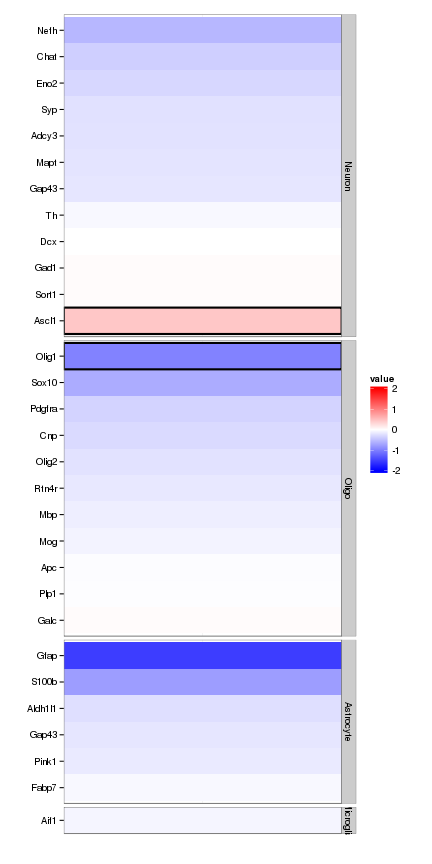 Nefh
Chat
Eno2
Syp
Adcy3
Mapt
Gap43
Th
Dcx
Gad1
Sort1
Ascl1
Neuron
Olig1
Sox10
Pdgfra
Cnp
Olig2
Rtn4r
Mbp
Mog
Apc
Plp1
Galc
Oligo
value
2
1
0
-1
-2
Gfap
S100b
Aldh1l1
Gap43
Pink1
Fabp7
Astrocyte
Aif1